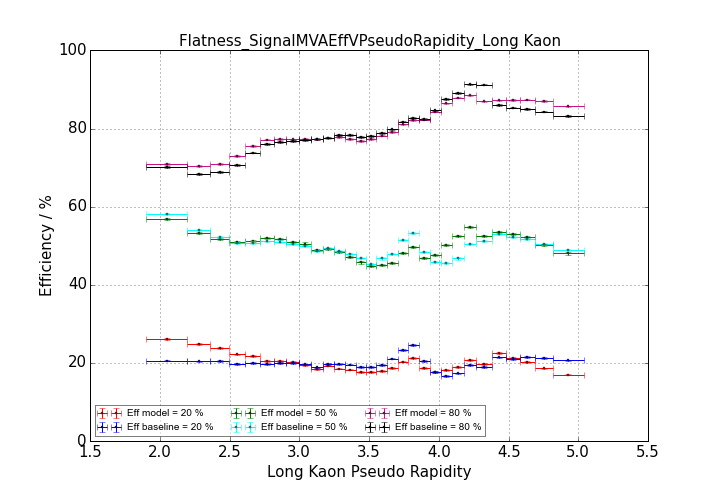 Flatness_SignalMVAEffVPseudoRapidity_Long Kaon
100
80
60
40
20
0
Efficiency / %
Eff model = 20 % Eff model = 50 % Eff model = 80 %
Eff baseline = 20 % Eff baseline = 50 % Eff baseline = 80 %
1.5 2.0 2.5 3.0 3.5 4.0 4.5 5.0 5.5
Long Kaon Pseudo Rapidity